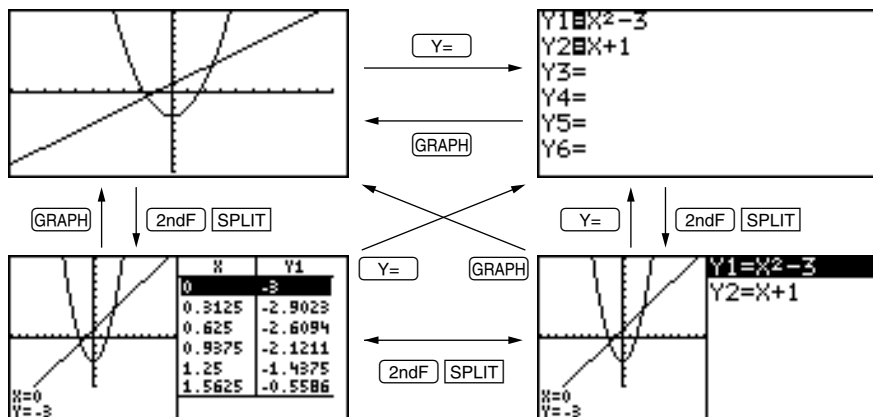 Y=
GRAPH
Y1=X²-3
Y2=X+1
Y3=
Y4=
Y5=
Y6=
GRAPH
2ndF SPLIT
Y=
2ndF SPLIT
Y=
GRAPH
X Y1
0 -3
0.3125 -2.9023
0.625 -2.6094
0.9375 -2.1211
1.25 -1.4375
1.5625 -0.5586
X=0
Y=-3
2ndF SPLIT
Y1=X²-3
Y2=X+1
X=0
Y=-3